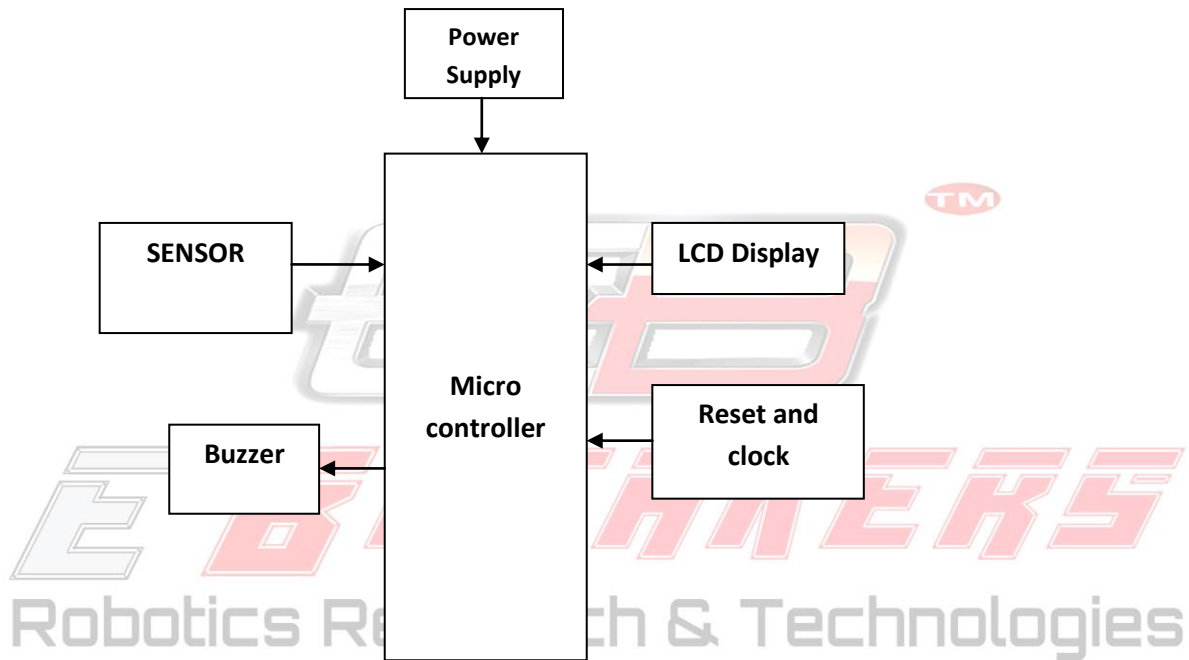 Power
Supply
TM
SENSOR
LCD Display
Micro
controller
Reset and
clock
Buzzer
Robotics Re ch & Technologies